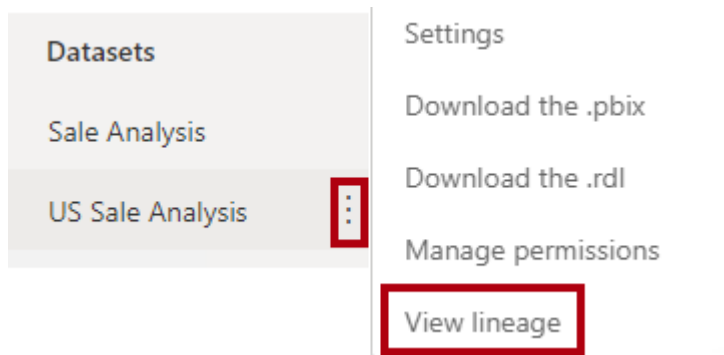 Datasets
Sale Analysis
US Sale Analysis
Settings
Download the .pbix
Download the .rdl
Manage permissions
View lineage